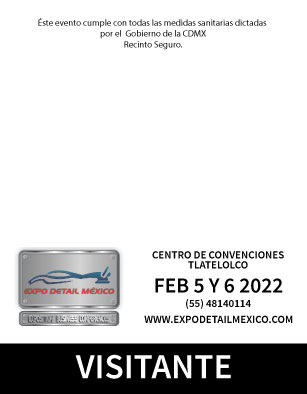 Éste evento cumple con todas las medidas sanitarias dictadas
por el Gobierno de la CDMX
Recinto Seguro.
CENTRO DE CONVENCIONES
TLATELOLCO
FEB 5 Y 6 2022
(55) 48140114
WWW.EXPODETAILMEXICO.COM
EXPO DETAIL MÉXICO
VISITANTE